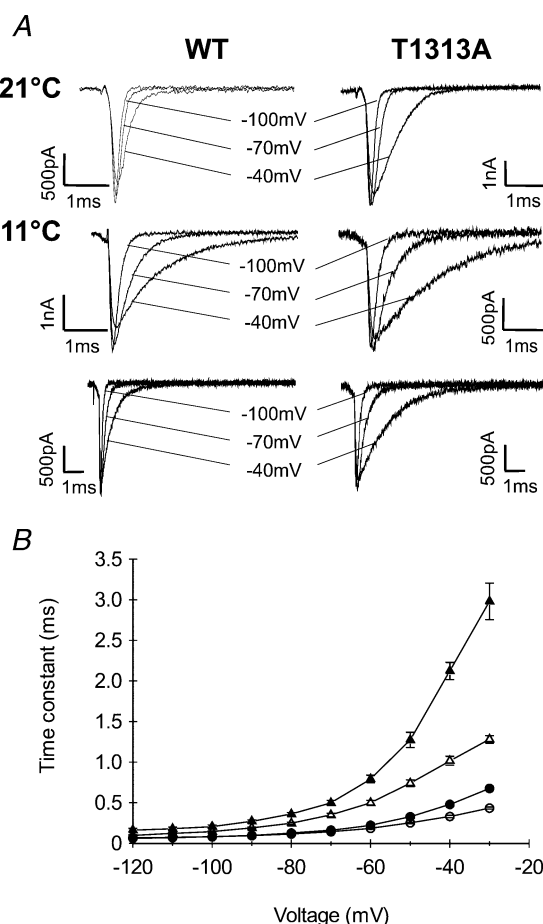 A
WT T1313A
21°C
-100mV
-70mV
-40mV
500pA
1ms
1nA
1ms
11°C
-100mV
-70mV
-40mV
1nA
1ms
500pA
1ms
-100mV
-70mV
-40mV
500pA
1ms
500pA
1ms
B
3.5
3.0
2.5
2.0
1.5
1.0
0.5
0
Time constant (ms)
-120 -100 -80 -60 -40 -20
Voltage (mV)